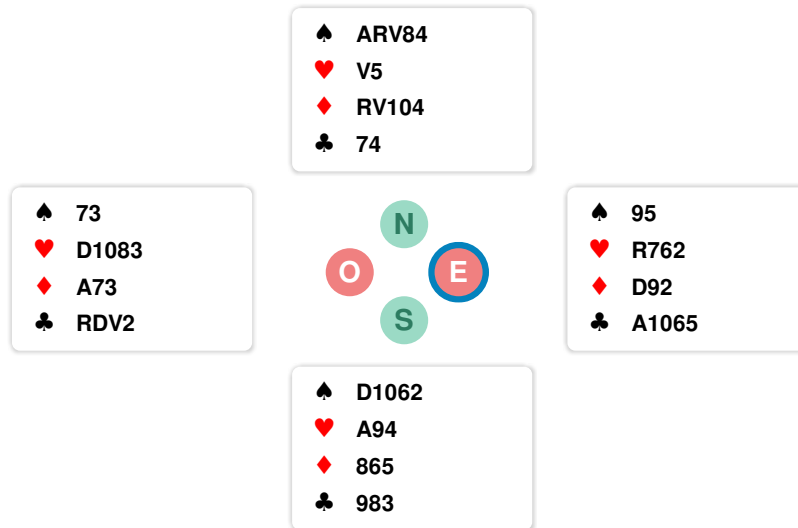 ♠ ARV84
♥ V5
♦ RV104
♣ 74
♠ 73
♥ D1083
♦ A73
♣ RDV2
N
O E
S
♠ 95
♥ R762
♦ D92
♣ A1065
♠ D1062
♥ A94
♦ 865
♣ 983